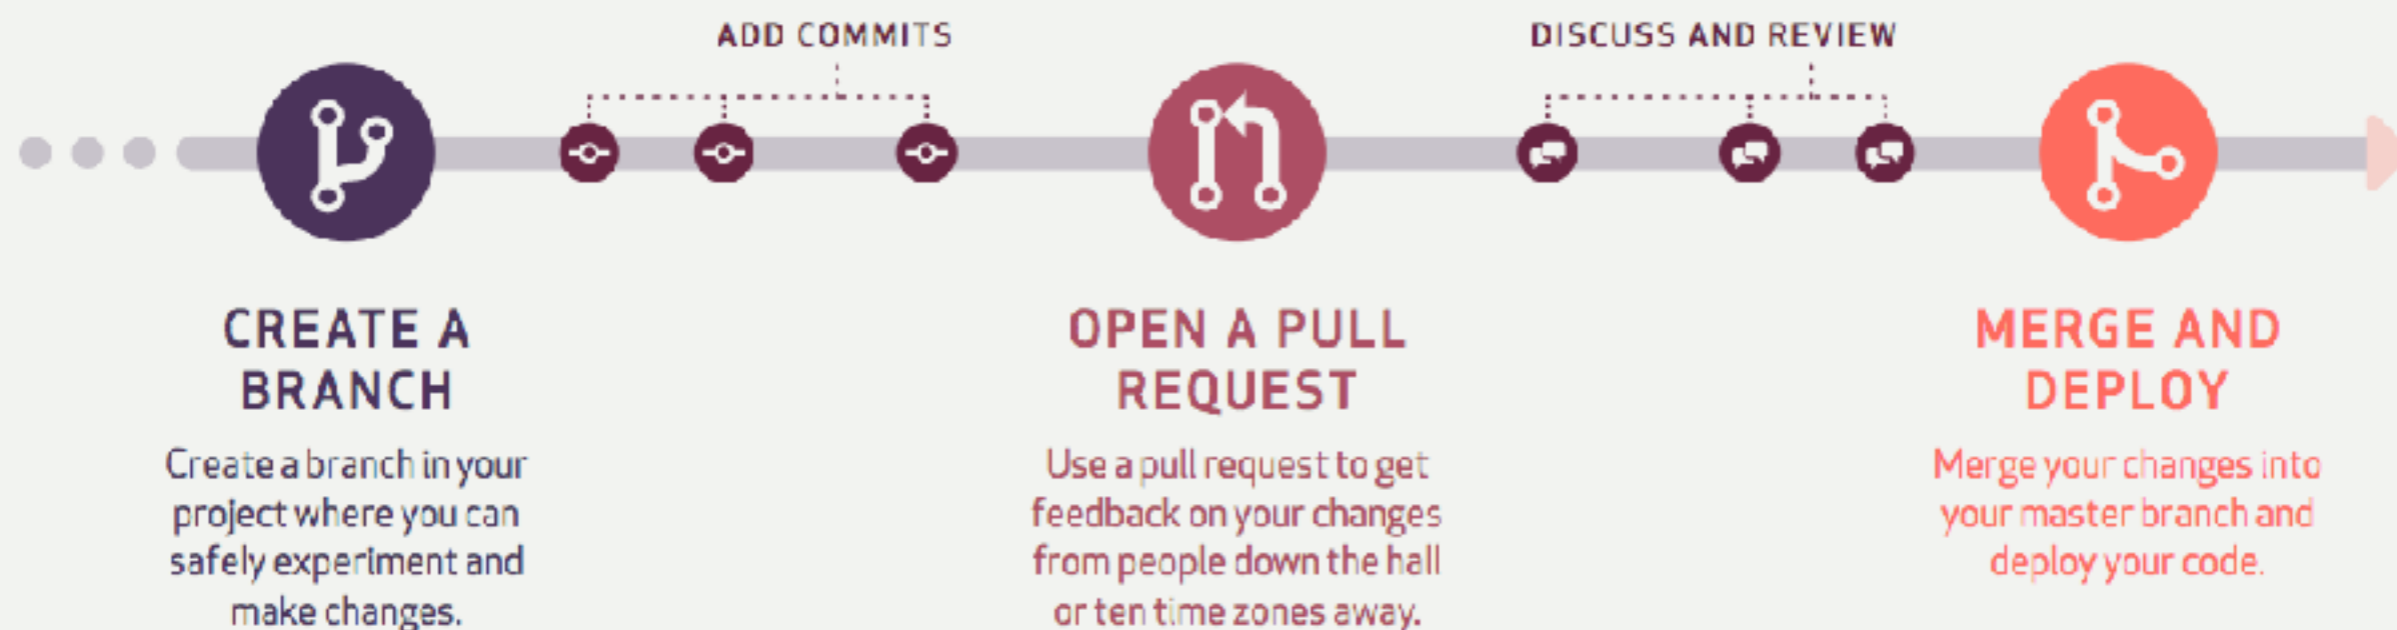 ADD COMMITS
DISCUSS AND REVIEW
CREATE A
BRANCH
Create a branch in your
project where you can
safely experiment and
make changes.
OPEN A PULL
REQUEST
Use a pull request to get
feedback on your changes
from people down the hall
or ten time zones away.
MERGE AND
DEPLOY
Merge your changes into
your master branch and
deploy your code.